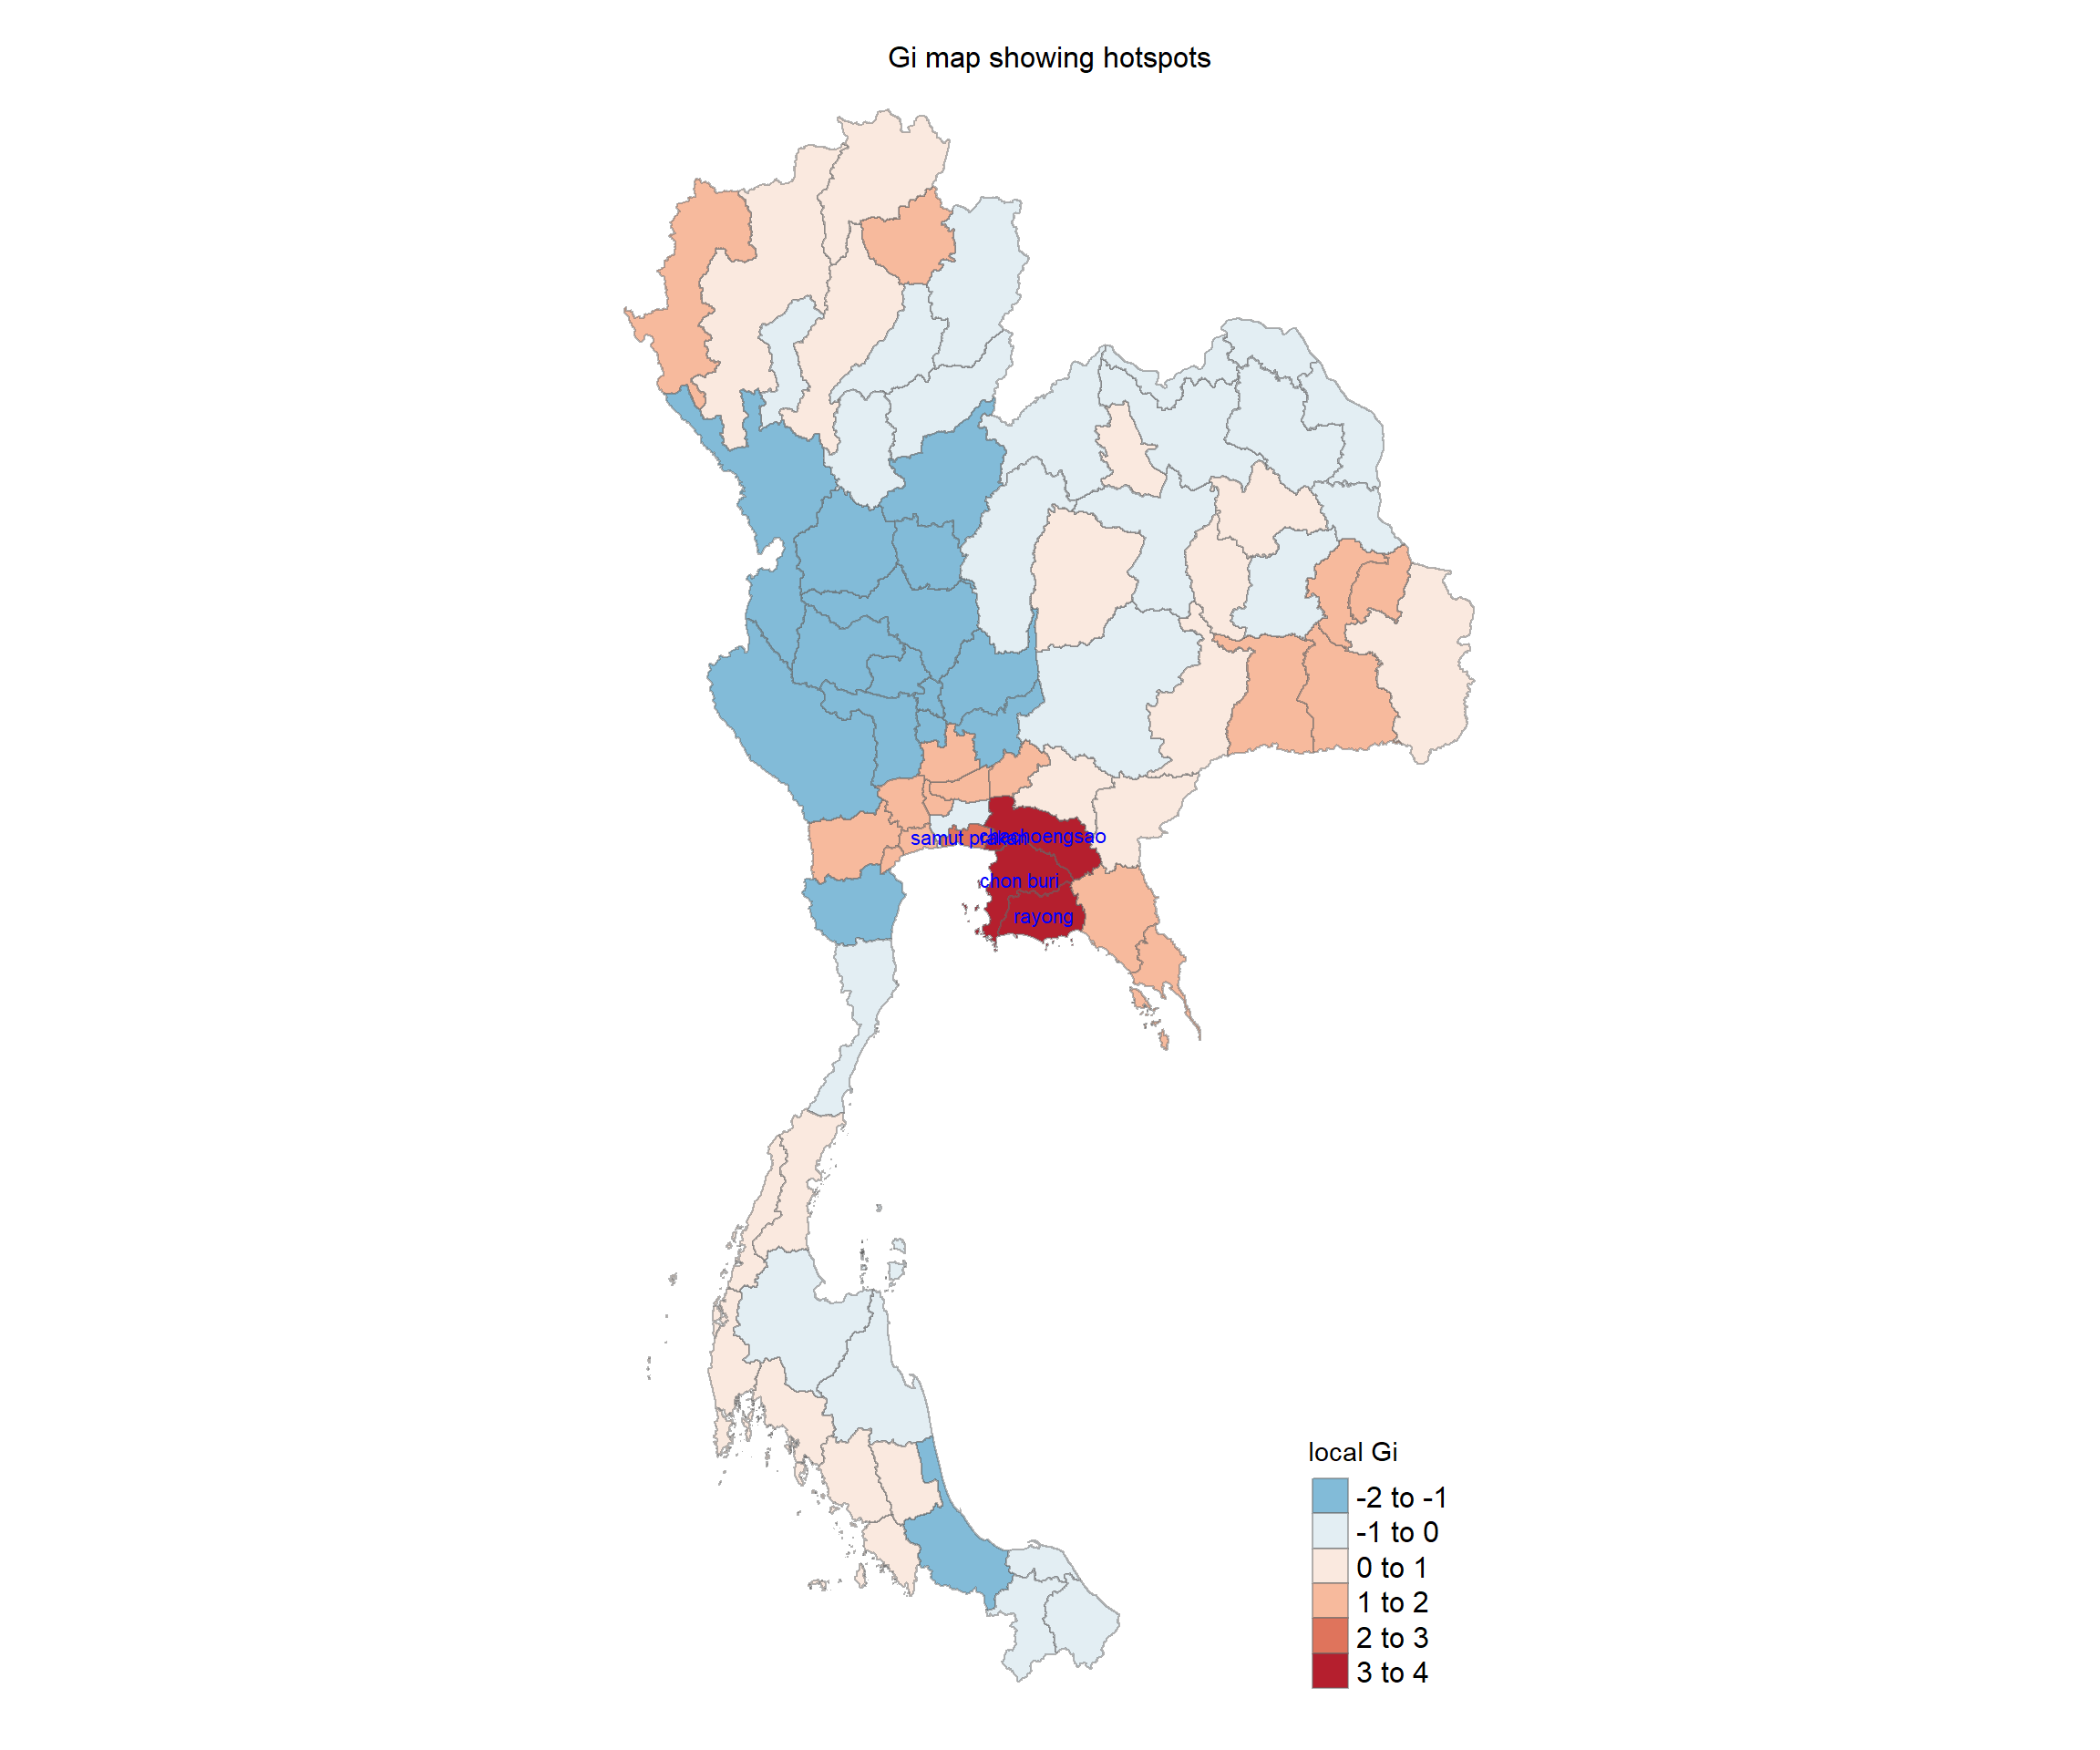 Gi map showing hotspots
samut prakan
chachoengsao
chon buri
rayong
local Gi
-2 to -1
-1 to 0
0 to 1
1 to 2
2 to 3
3 to 4